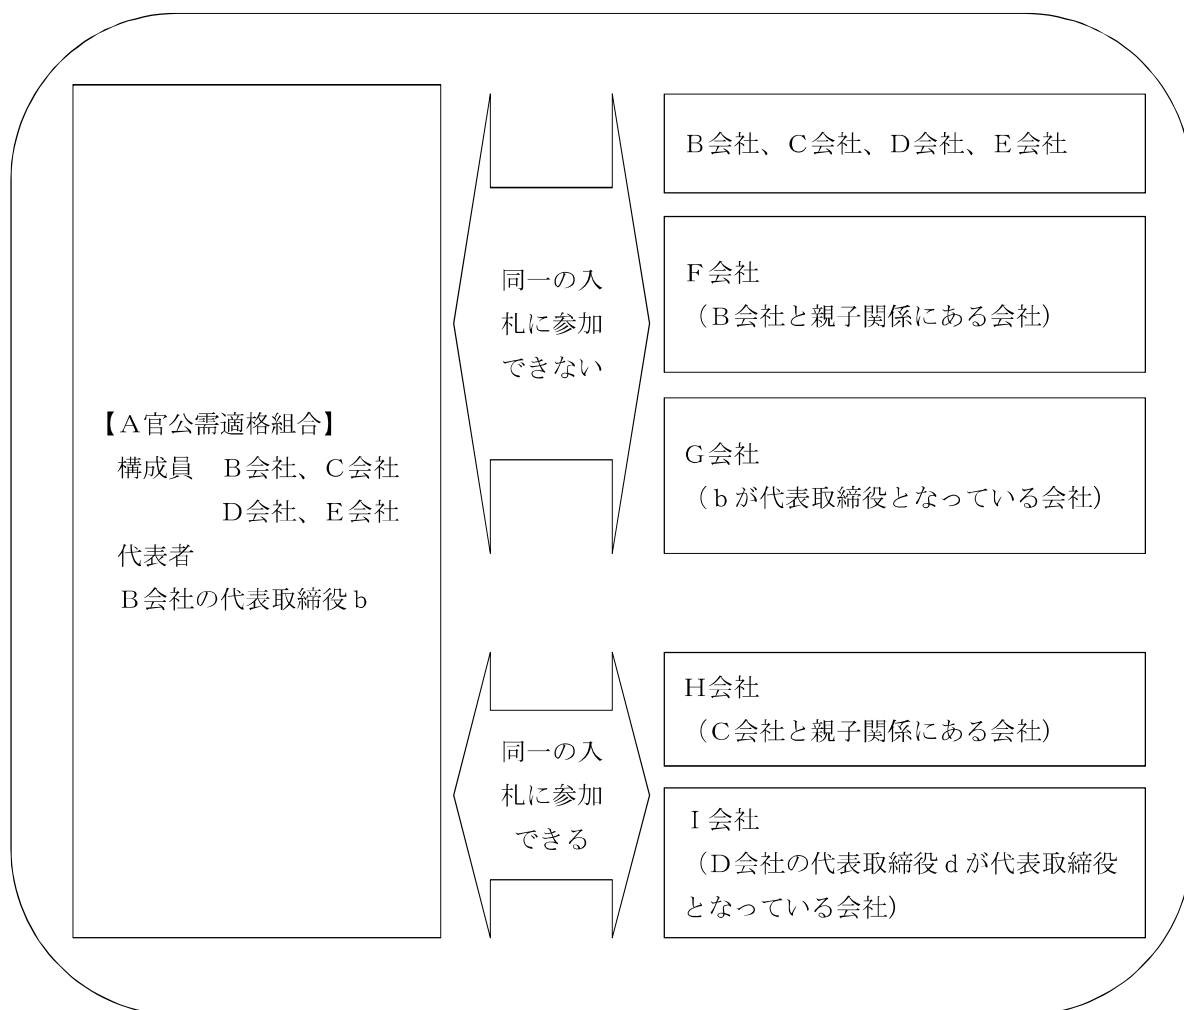 【A官公需適格組合】
構成員　B会社、C会社
D会社、E会社
代表者
B会社の代表取締役b
同一の入
札に参加
できない
B会社、C会社、D会社、E会社
F会社
（B会社と親子関係にある会社）
G会社
（bが代表取締役となっている会社）
同一の入
札に参加
できる
H会社
（C会社と親子関係にある会社）
I会社
（D会社の代表取締役dが代表取締役
となっている会社）